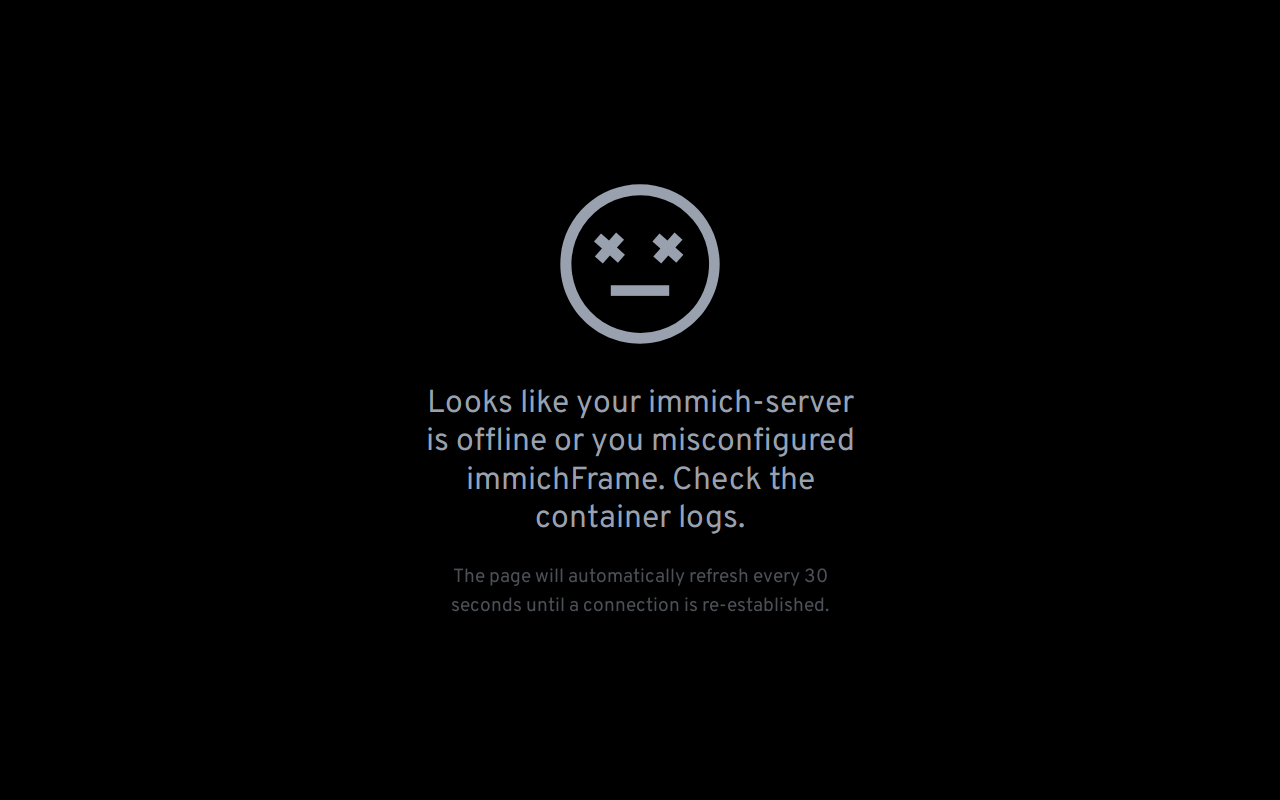 Looks like your immich-server
is offline or you misconfigured
immichFrame. Check the
container logs.
The page will automatically refresh every 30
seconds until a connection is re-established.